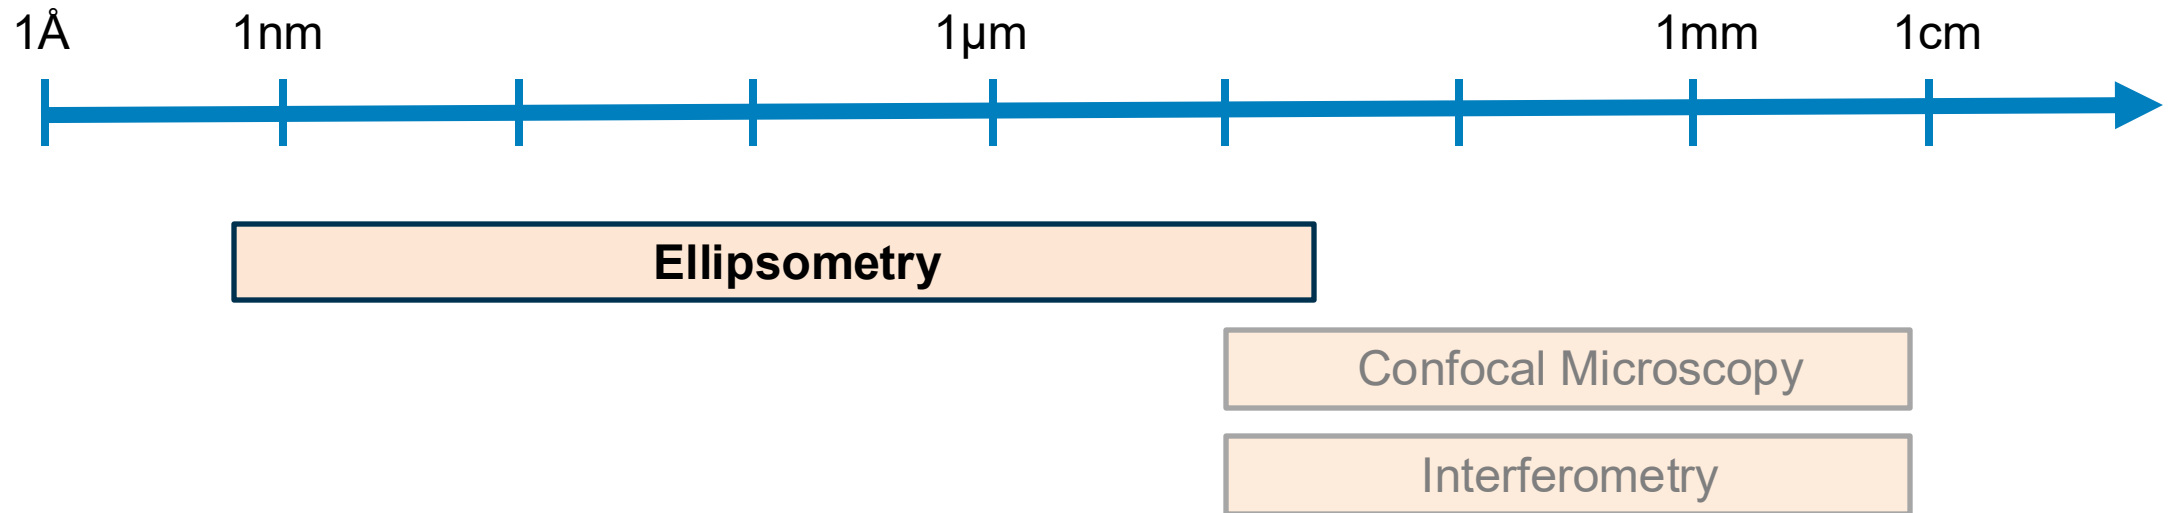 1Å 1nm 1µm 1mm 1cm
Ellipsometry
Confocal Microscopy
Interferometry